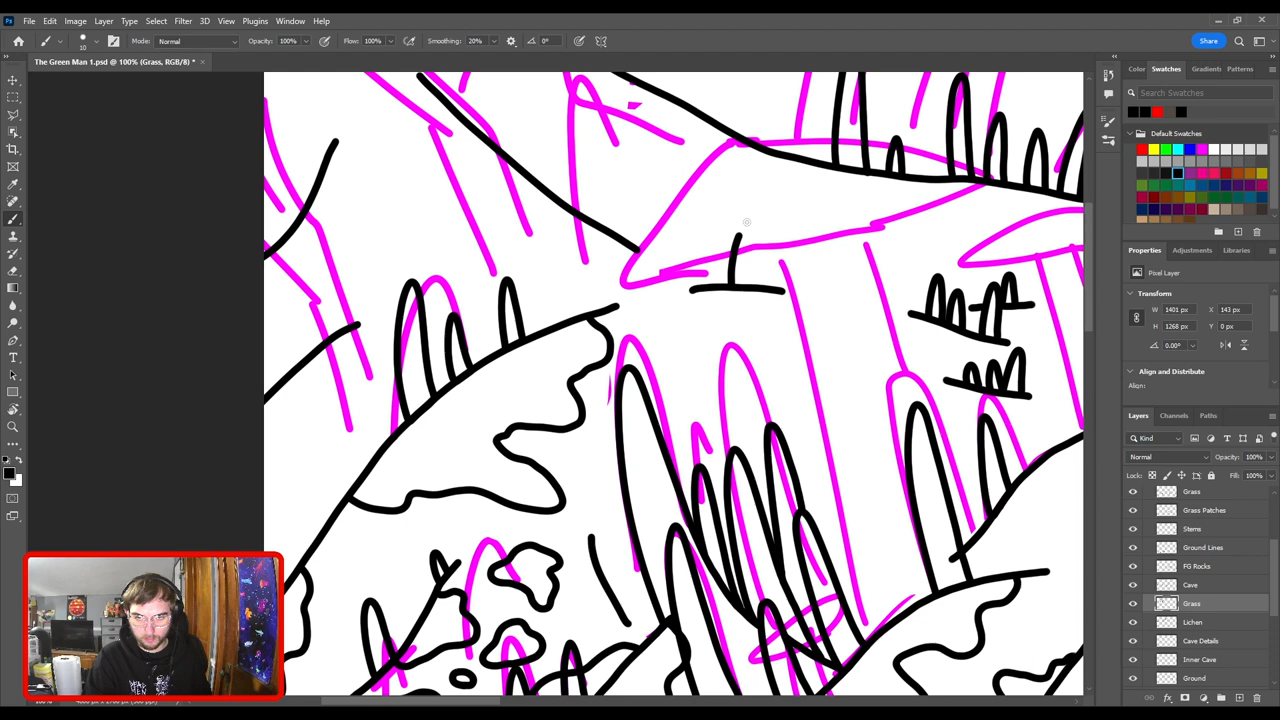 Ps File Edit Image Layer Type Select Filter 3D View Plugins Window Help
10 Mode: Normal Opacity: 100% Flow: 100% Smoothing: 20% 0° Share
The Green Man 1.psd @ 100% (Grass, RGB/8) * ×
Color Swatches Gradients Patterns
Search Swatches
Default Swatches
Properties Adjustments Libraries
Pixel Layer
Transform
W 1401 px X 143 px
H 1268 px Y 0 px
0.00°
Align and Distribute
Align:
Layers Channels Paths
Kind
Normal Opacity: 100%
Lock: Fill: 100%
Grass
Grass Patches
Stems
Ground Lines
FG Rocks
Cave
Grass
Lichen
Cave Details
Inner Cave
Ground